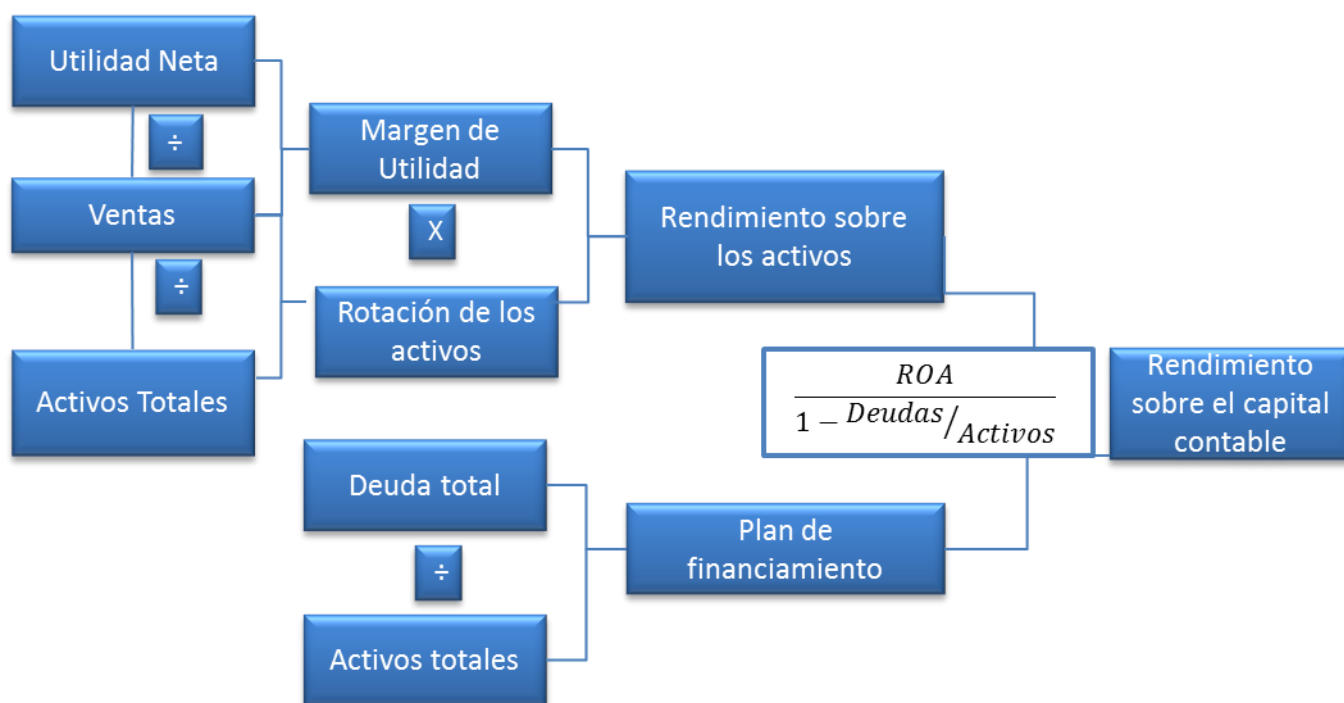 Utilidad Neta
÷
Ventas
÷
Activos Totales
Margen de
Utilidad
X
Rotación de los
activos
Rendimiento sobre
los activos
Deuda total
÷
Activos totales
Plan de
financiamiento
ROA
1 − Deudas/Activos
Rendimiento
sobre el capital
contable